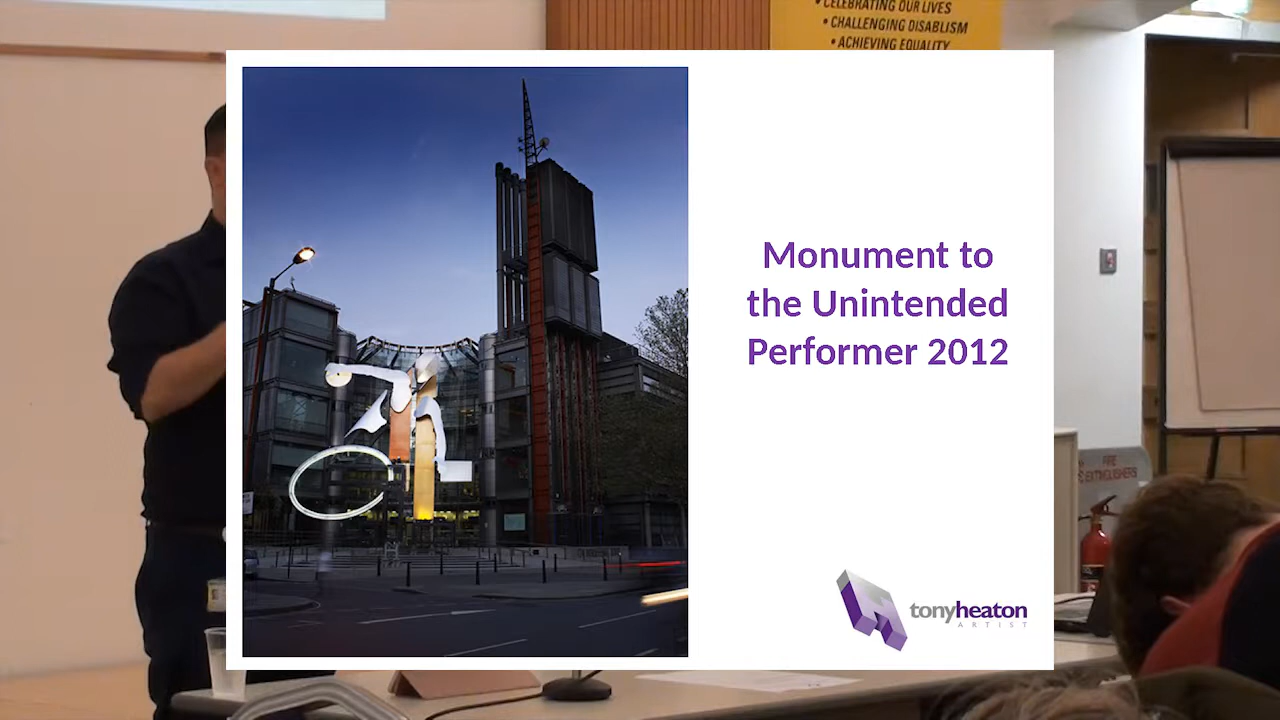 • CELEBRATING OUR LIVES
• CHALLENGING DISABLISM
• ACHIEVING EQUALITY
Monument to
the Unintended
Performer 2012
tonyheaton
ARTIST
FIRE
EXTINGUISHERS